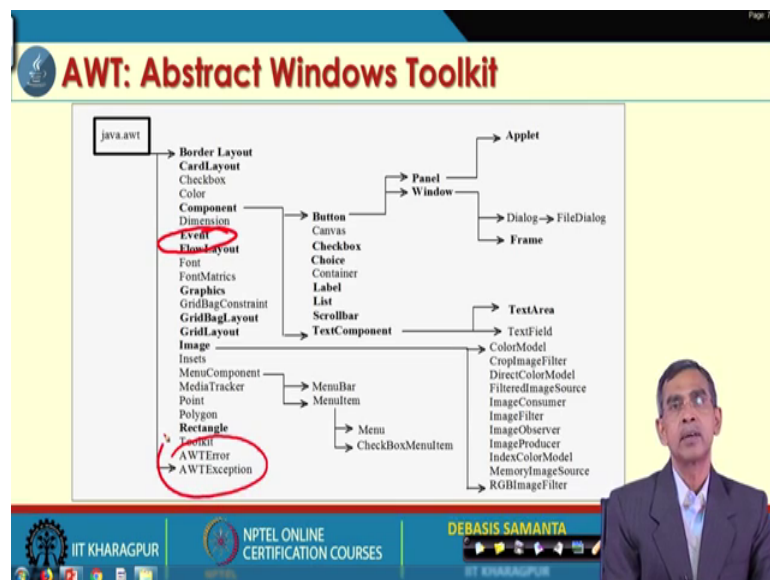 Page: 7
AWT: Abstract Windows Toolkit
java.awt
Border Layout
CardLayout
Checkbox
Color
Component
Dimension
Event
FlowLayout
Font
FontMatrics
Graphics
GridBagConstraint
GridBagLayout
GridLayout
Image
Insets
MenuComponent
MediaTracker
Point
Polygon
Rectangle
Toolkit
AWTError
AWTException
Button
Canvas
Checkbox
Choice
Container
Label
List
Scrollbar
TextComponent
MenuBar
MenuItem
Menu
CheckBoxMenuItem
Panel
Window
Applet
Dialog FileDialog
Frame
TextArea
TextField
ColorModel
CropImageFilter
DirectColorModel
FilteredImageSource
ImageConsumer
ImageFilter
ImageObserver
ImageProducer
IndexColorModel
MemoryImageSource
RGBImageFilter
IIT KHARAGPUR
NPTEL ONLINE
CERTIFICATION COURSES
DEBASIS SAMANTA